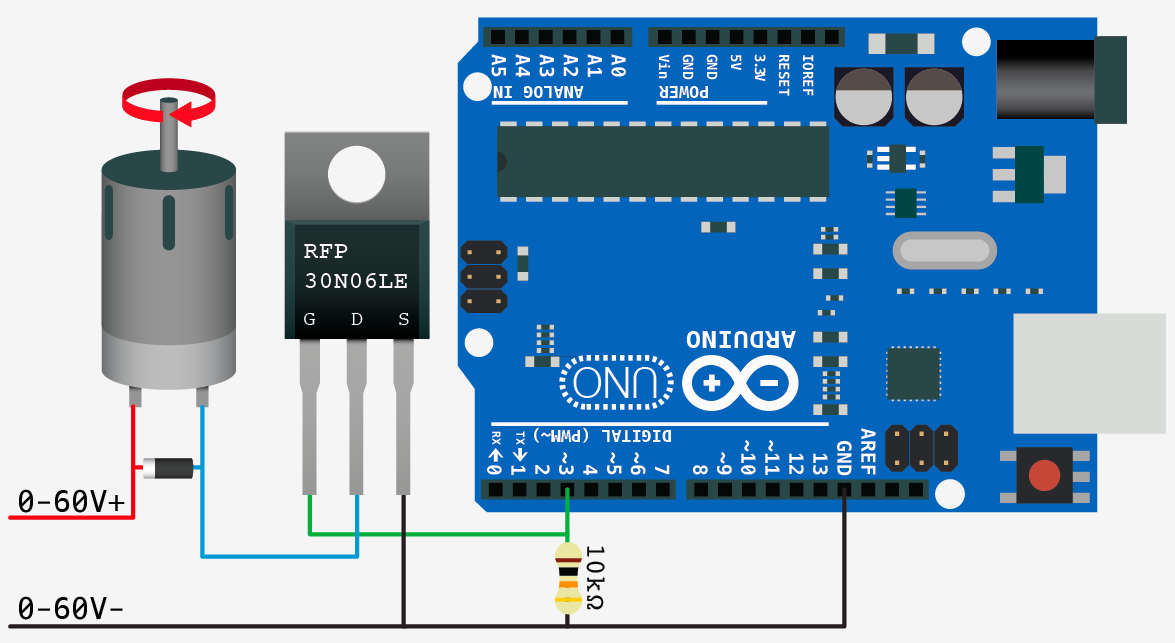 A5 A4 A3 A2 A1 A0
ANALOG IN
Vin GND GND 5V 3.3V RESET IOREF
POWER
RFP
30N06LE
G D S
ARDUINO
UNO
DIGITAL (PWM~)
RX TX
0 1 2 ~3 4 ~5 ~6 7 8 ~9 ~10 ~11 12 13 GND AREF
0-60V+
10kΩ
0-60V-